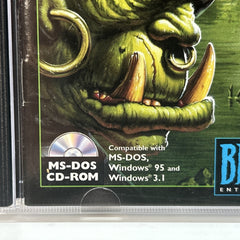 MS-DOS
CD-ROM
Compatible with
MS-DOS,
Windows® 95 and
Windows® 3.1